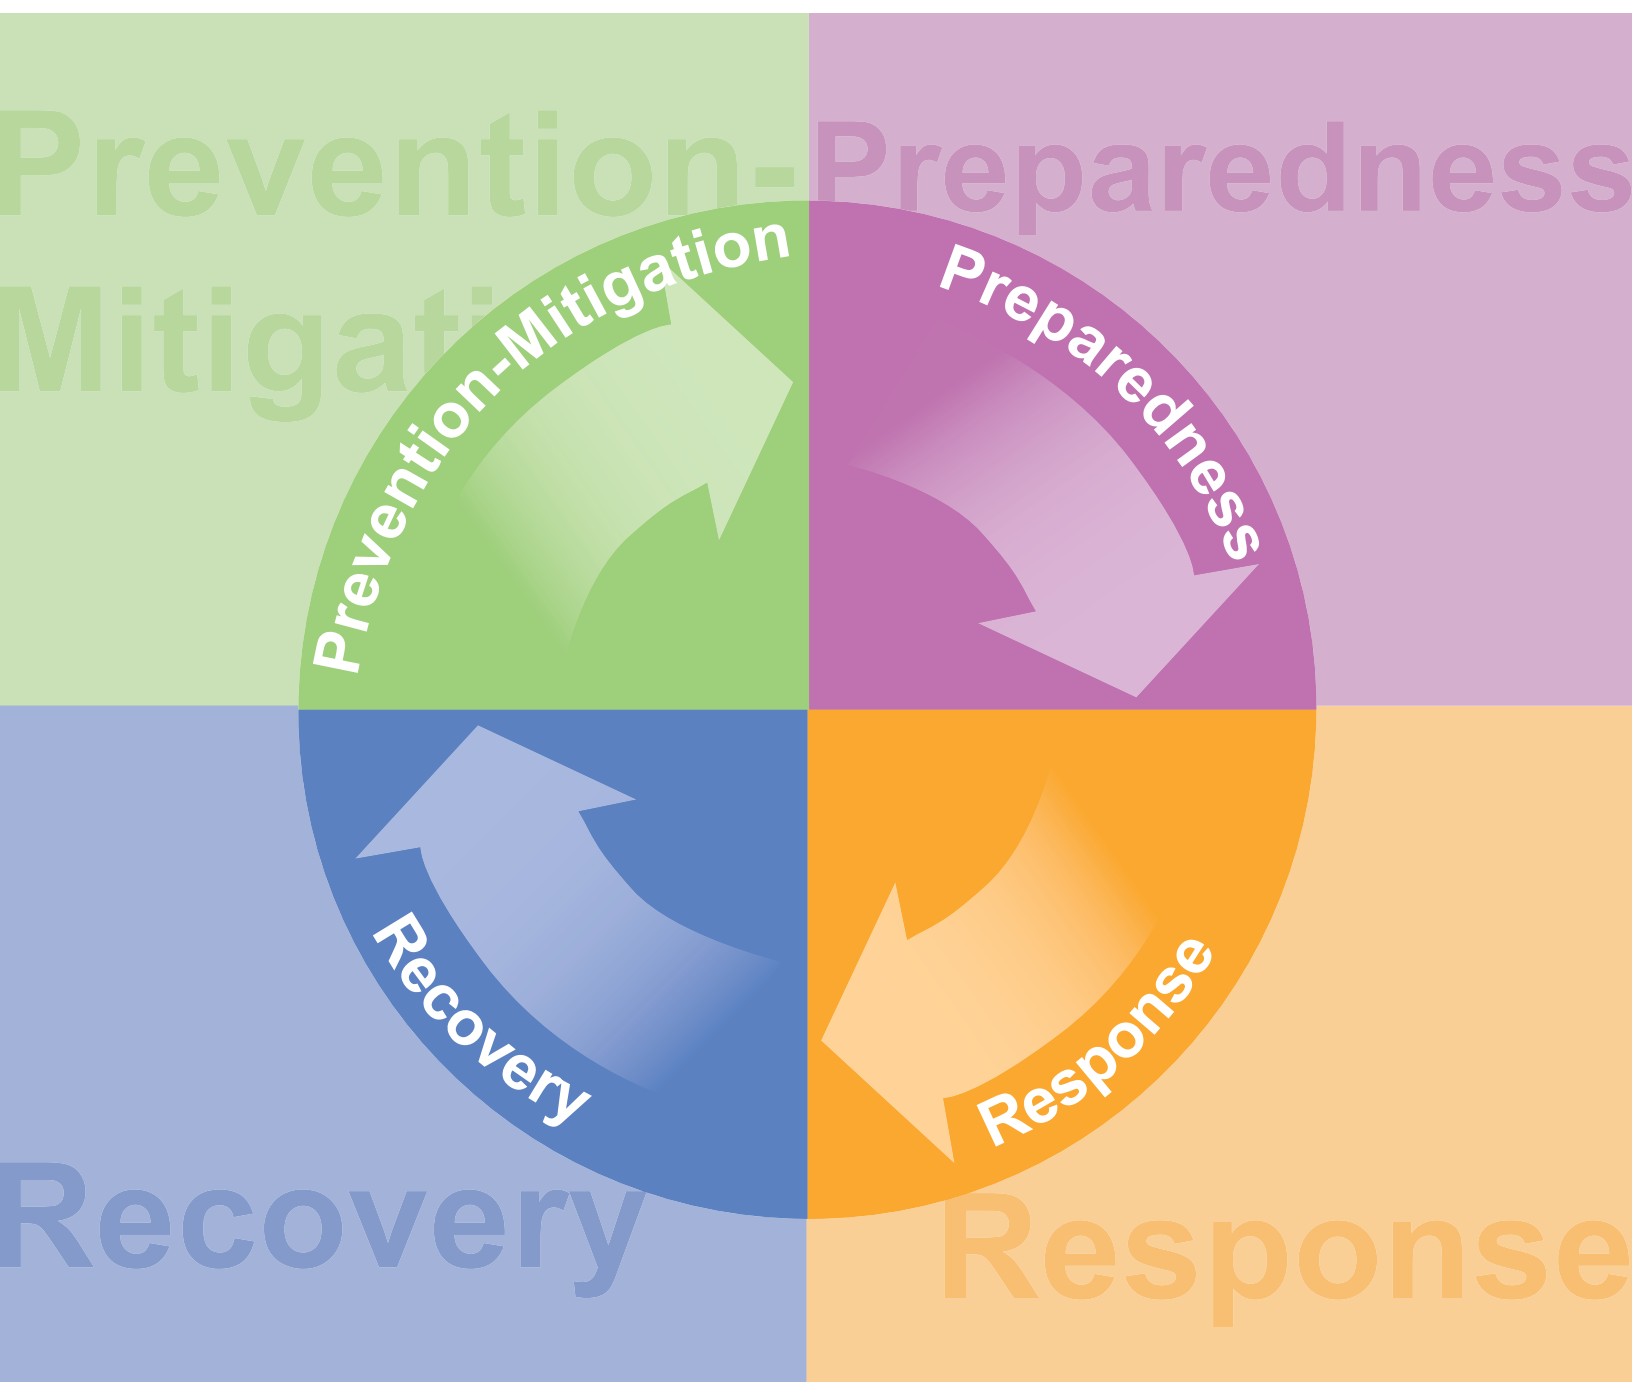 Prevention-
Mitigati
Preparedness
Prevention-Mitigation
Preparedness
Recovery
Response
Recovery
Response